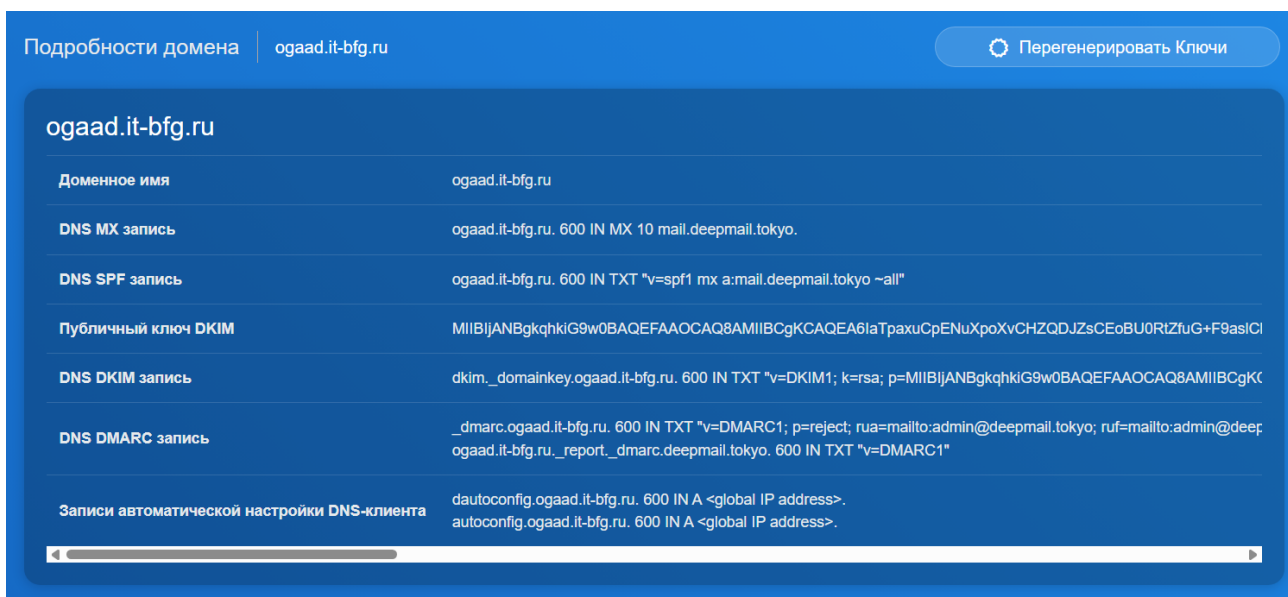 Подробности домена
ogaad.it-bfg.ru
Перегенерировать Ключи
ogaad.it-bfg.ru
Доменное имя ogaad.it-bfg.ru
DNS MX запись ogaad.it-bfg.ru. 600 IN MX 10 mail.deepmail.tokyo.
DNS SPF запись ogaad.it-bfg.ru. 600 IN TXT "v=spf1 mx a:mail.deepmail.tokyo ~all"
Публичный ключ DKIM
DNS DKIM запись dkim._domainkey.ogaad.it-bfg.ru. 600 IN TXT "v=DKIM1; k=rsa; p=MIIBIjANBgkqhkiG9w0BAQEFAAOCAQ8AMIIBCgK
DNS DMARC запись _dmarc.ogaad.it-bfg.ru. 600 IN TXT "v=DMARC1; p=reject; rua=mailto:admin@deepmail.tokyo; ruf=mailto:admin@deep
ogaad.it-bfg.ru._report._dmarc.deepmail.tokyo. 600 IN TXT "v=DMARC1"
Записи автоматической настройки DNS-клиента dautoconfig.ogaad.it-bfg.ru. 600 IN A <global IP address>.
autoconfig.ogaad.it-bfg.ru. 600 IN A <global IP address>.